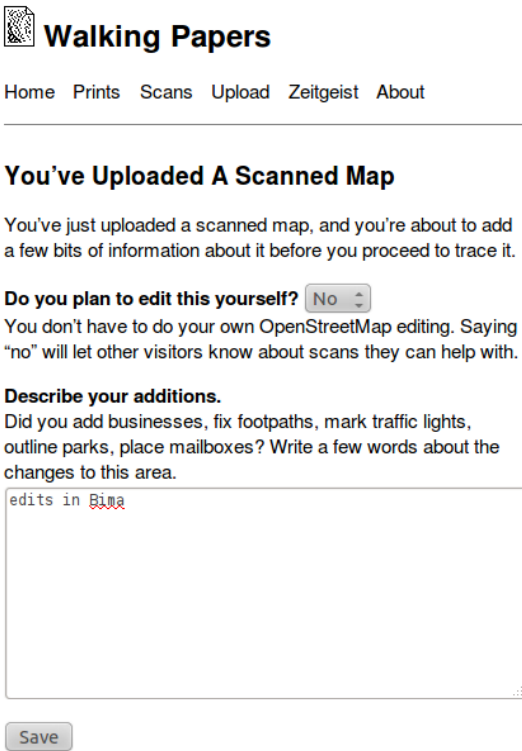 Walking Papers
Home Prints Scans Upload Zeitgeist About
You’ve Uploaded A Scanned Map
You’ve just uploaded a scanned map, and you’re about to add
a few bits of information about it before you proceed to trace it.
Do you plan to edit this yourself? No
You don’t have to do your own OpenStreetMap editing. Saying
“no” will let other visitors know about scans they can help with.
Describe your additions.
Did you add businesses, fix footpaths, mark traffic lights,
outline parks, place mailboxes? Write a few words about the
changes to this area.
edits in Bima
Save